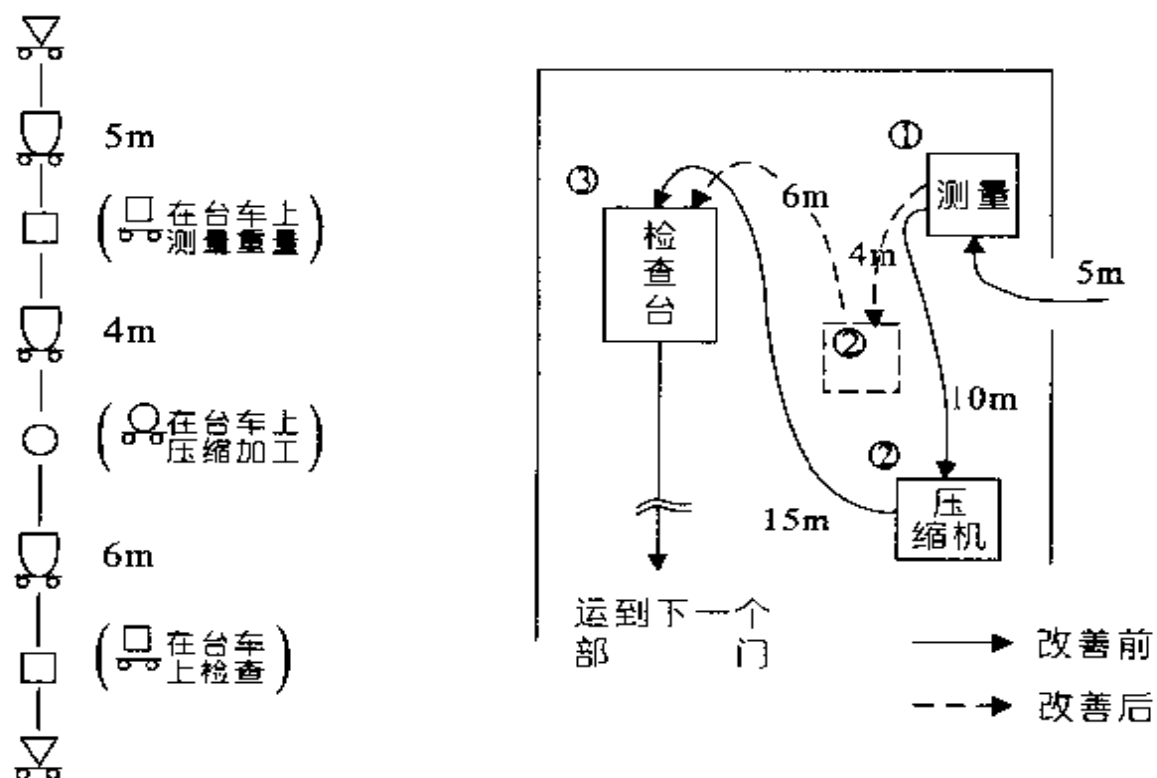 5m
(在台车上
测量重量)
4m
(在台车上
压缩加工)
6m
(在台车
上检查)
①
测量
③
检
查
台
6m
4m
5m
②
10m
②
压
缩机
15m
运到下一个
部 门
改善前
改善后